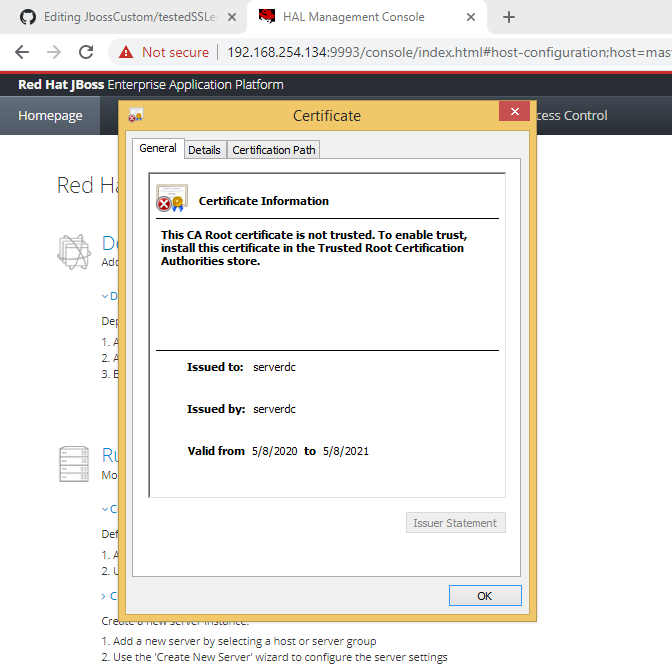 Editing JbossCustom/testedSSLe
HAL Management Console
Not secure
192.168.254.134:9993/console/index.html#host-configuration;host=mas
Red Hat JBoss Enterprise Application Platform
Homepage
Certificate
cess Control
General
Details
Certification Path
Red Ha
Certificate Information
This CA Root certificate is not trusted. To enable trust,
install this certificate in the Trusted Root Certification
Authorities store.
De
Add
D
Dep
1. A
2. A
3. E
Issued to: serverdc
Issued by: serverdc
Valid from 5/8/2020 to 5/8/2021
Ru
Mo
Def
1. A
2. U
Issuer Statement
OK
Create a new server instance.
1. Add a new server by selecting a host or server group
2. Use the 'Create New Server' wizard to configure the server settings